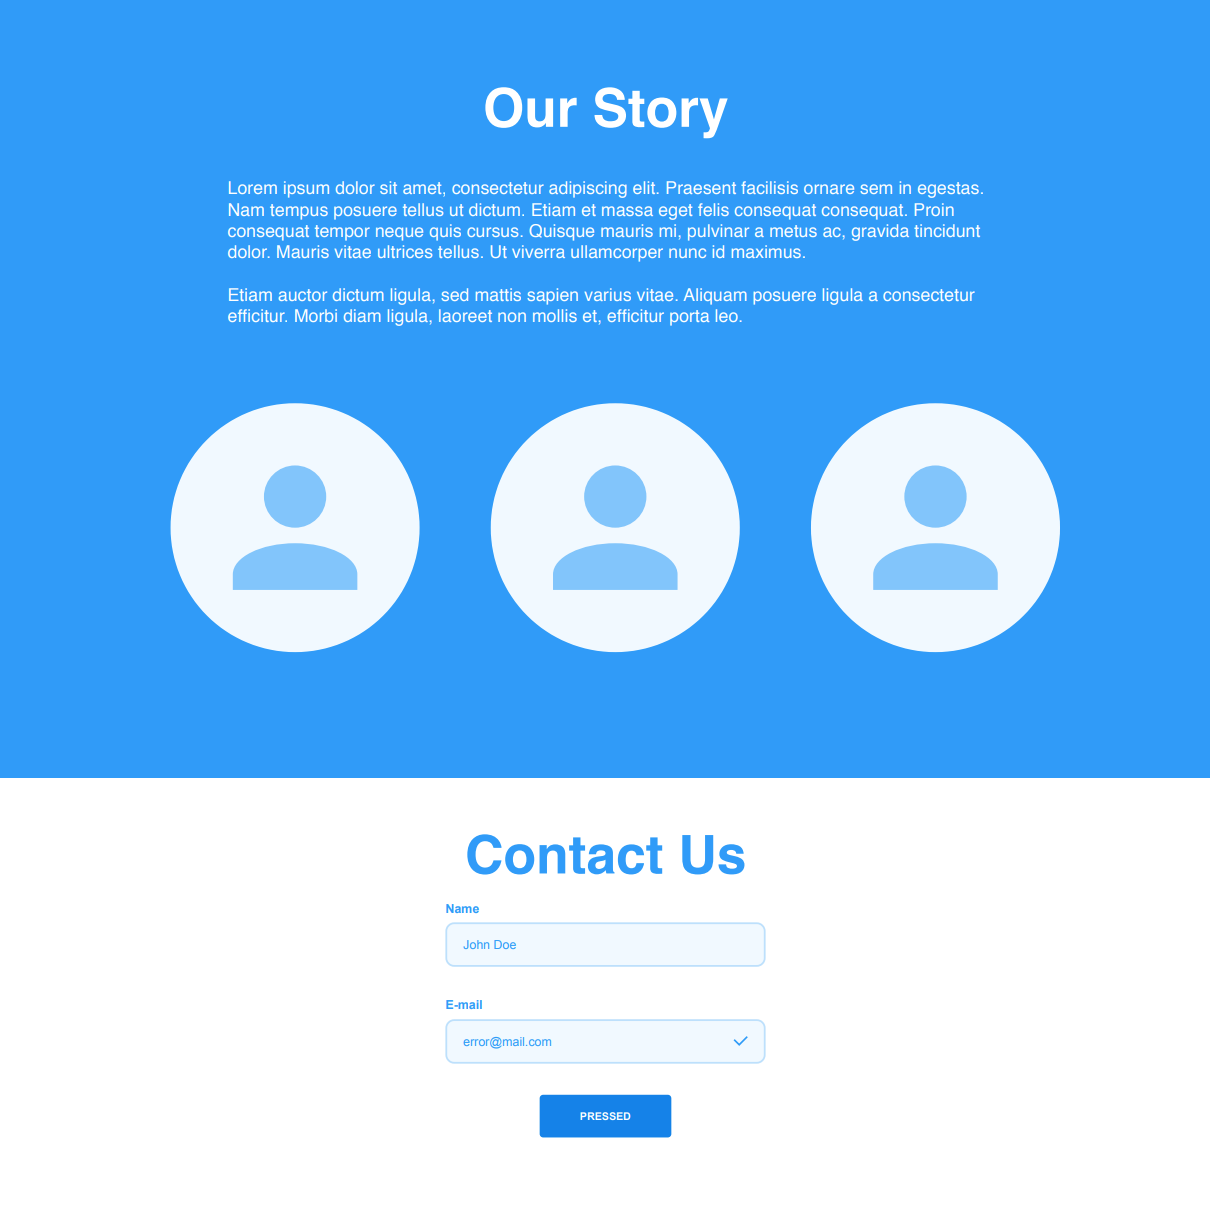 Our Story
Lorem ipsum dolor sit amet, consectetur adipiscing elit. Praesent facilisis ornare sem in egestas.
Nam tempus posuere tellus ut dictum. Etiam et massa eget felis consequat consequat. Proin
consequat tempor neque quis cursus. Quisque mauris mi, pulvinar a metus ac, gravida tincidunt
dolor. Mauris vitae ultrices tellus. Ut viverra ullamcorper nunc id maximus.
Etiam auctor dictum ligula, sed mattis sapien varius vitae. Aliquam posuere ligula a consectetur
efficitur. Morbi diam ligula, laoreet non mollis et, efficitur porta leo.
Contact Us
Name
John Doe
E-mail
error@mail.com
PRESSED